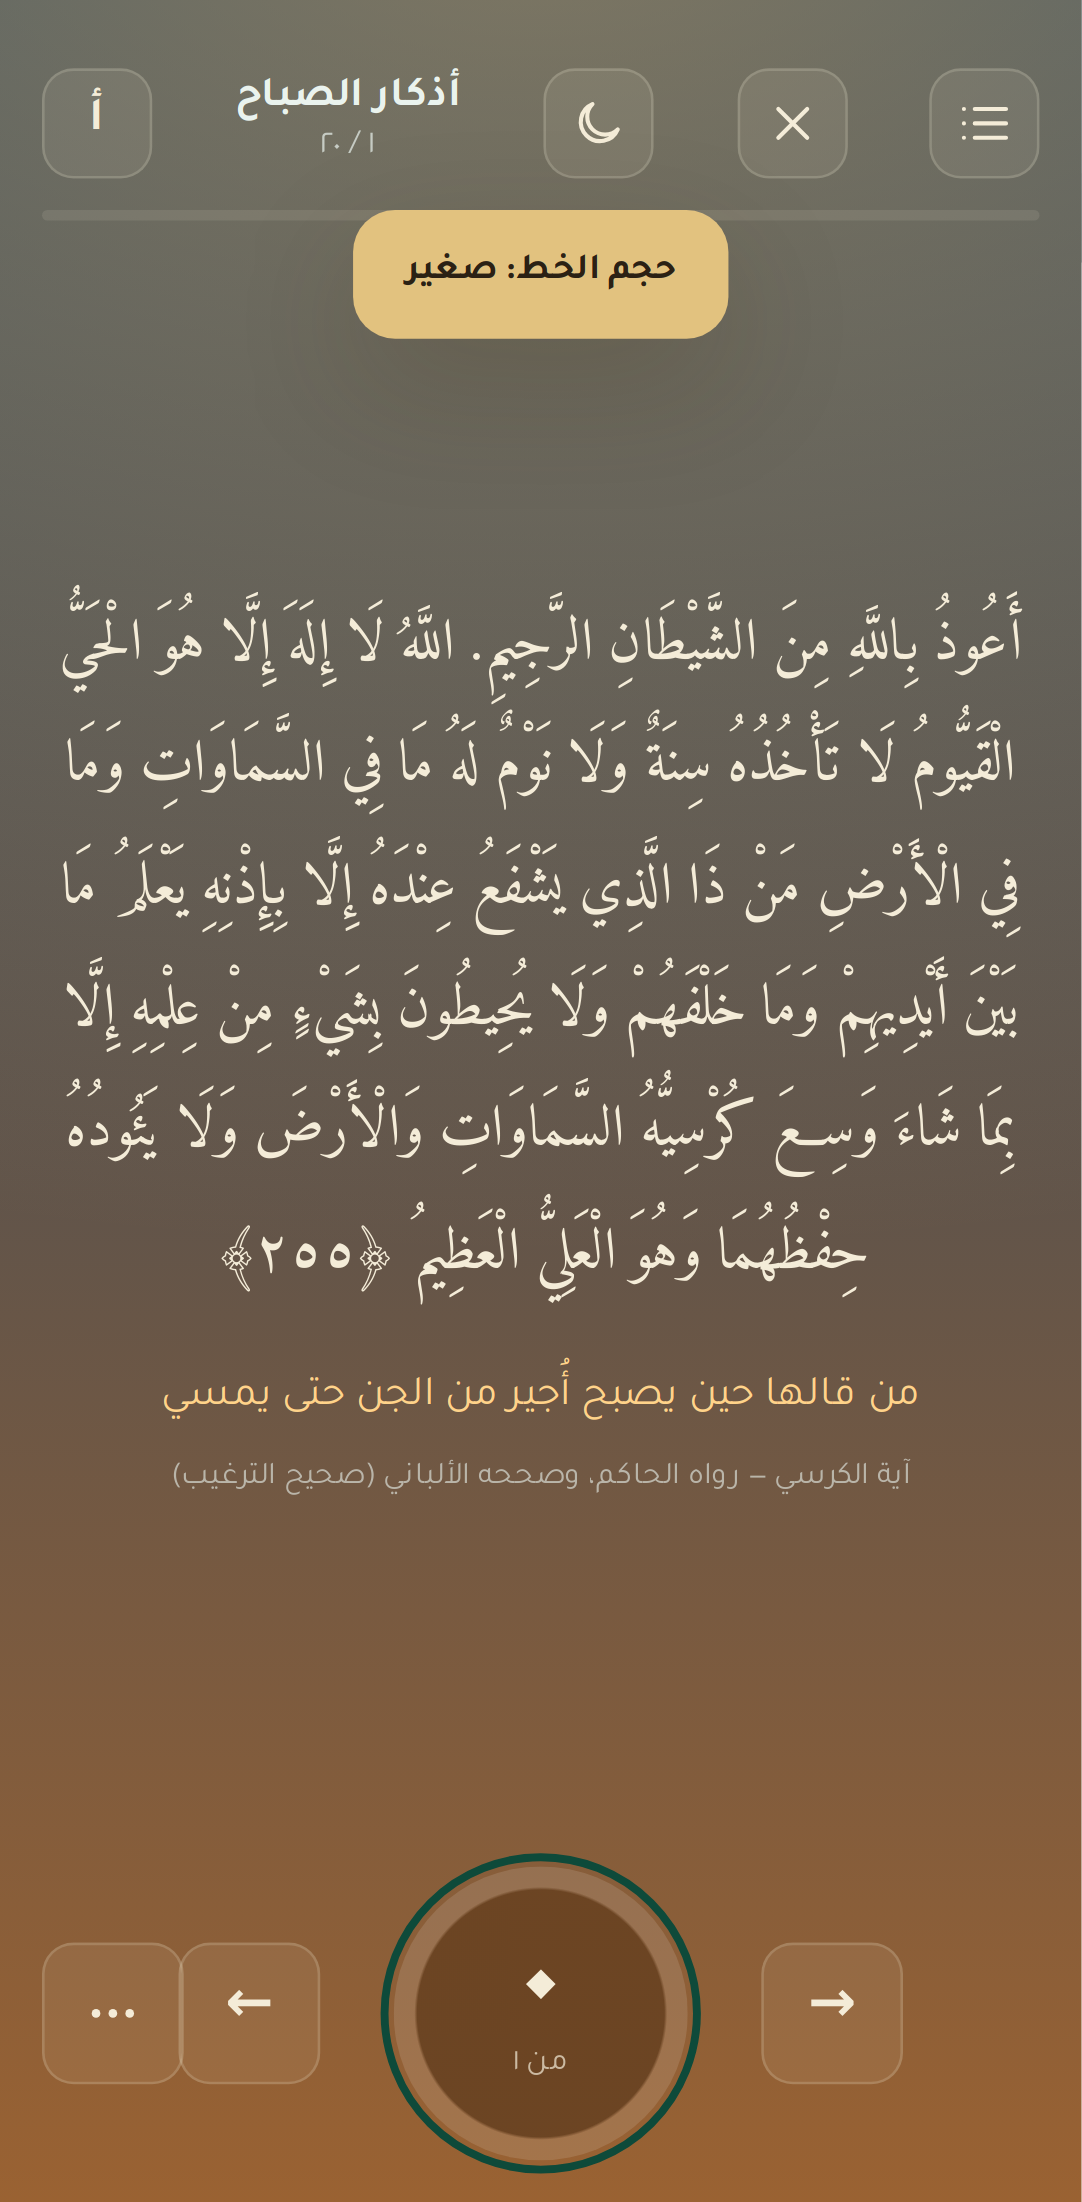 أذكار الصباح
أ
١ / ٢٠
حجم الخط: صغير
أَعُوذُ بِاللَّهِ مِنَ الشَّيْطَانِ الرَّجِيمِ. اللَّهُ لَا إِلَهَ إِلَّا هُوَ الْحَيُّ
الْقَيُّومُ لَا تَأْخُذُهُ سِنَةٌ وَلَا نَوْمٌ لَهُ مَا فِي السَّمَاوَاتِ وَمَا
فِي الْأَرْضِ مَنْ ذَا الَّذِي يَشْفَعُ عِنْدَهُ إِلَّا بِإِذْنِهِ يَعْلَمُ مَا
بَيْنَ أَيْدِيهِمْ وَمَا خَلْفَهُمْ وَلَا يُحِيطُونَ بِشَيْءٍ مِنْ عِلْمِهِ إِلَّا
بِمَا شَاءَ وَسِعَ كُرْسِيُّهُ السَّمَاوَاتِ وَالْأَرْضَ وَلَا يَئُودُهُ
حِفْظُهُمَا وَهُوَ الْعَلِيُّ الْعَظِيمُ ﴿٢٥٥﴾
من قالها حين يصبح أُجير من الجن حتى يمسي
آية الكرسي – رواه الحاكم، وصححه الألباني (صحيح الترغيب)
من ١